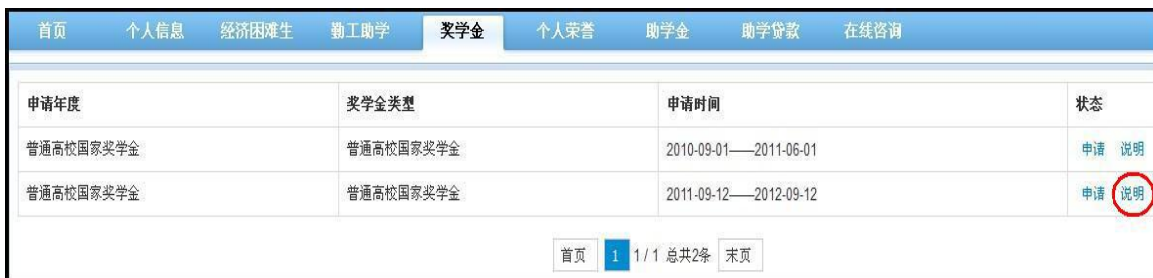 首页 个人信息 经济困难生 勤工助学 奖学金 个人荣誉 助学金 助学贷款 在线咨询
申请年度 奖学金类型 申请时间 状态
普通高校国家奖学金 普通高校国家奖学金 2010-09-01——2011-06-01 申请 说明
普通高校国家奖学金 普通高校国家奖学金 2011-09-12——2012-09-12 申请 说明
首页 1 1 / 1 总共2条 末页